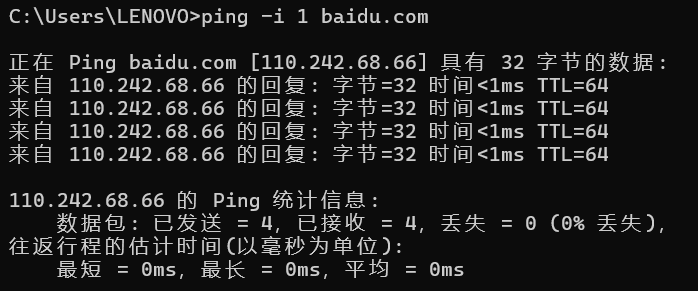 C:\Users\LENOVO>ping -i 1 baidu.com
正在 Ping baidu.com [110.242.68.66] 具有 32 字节的数据:
来自 110.242.68.66 的回复: 字节=32 时间<1ms TTL=64
来自 110.242.68.66 的回复: 字节=32 时间<1ms TTL=64
来自 110.242.68.66 的回复: 字节=32 时间<1ms TTL=64
来自 110.242.68.66 的回复: 字节=32 时间<1ms TTL=64
110.242.68.66 的 Ping 统计信息:
数据包: 已发送 = 4, 已接收 = 4, 丢失 = 0 (0% 丢失),
往返行程的估计时间(以毫秒为单位):
最短 = 0ms, 最长 = 0ms, 平均 = 0ms